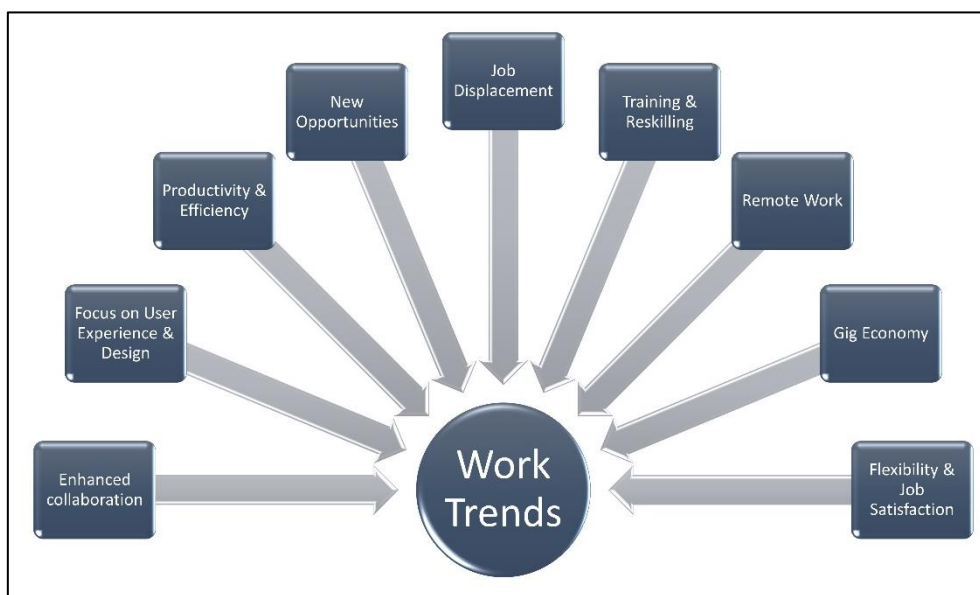 Job
Displacement
New
Opportunities
Training &
Reskilling
Productivity &
Efficiency
Remote Work
Focus on User
Experience &
Design
Gig Economy
Enhanced
collaboration
Work
Trends
Flexibility &
Job
Satisfaction